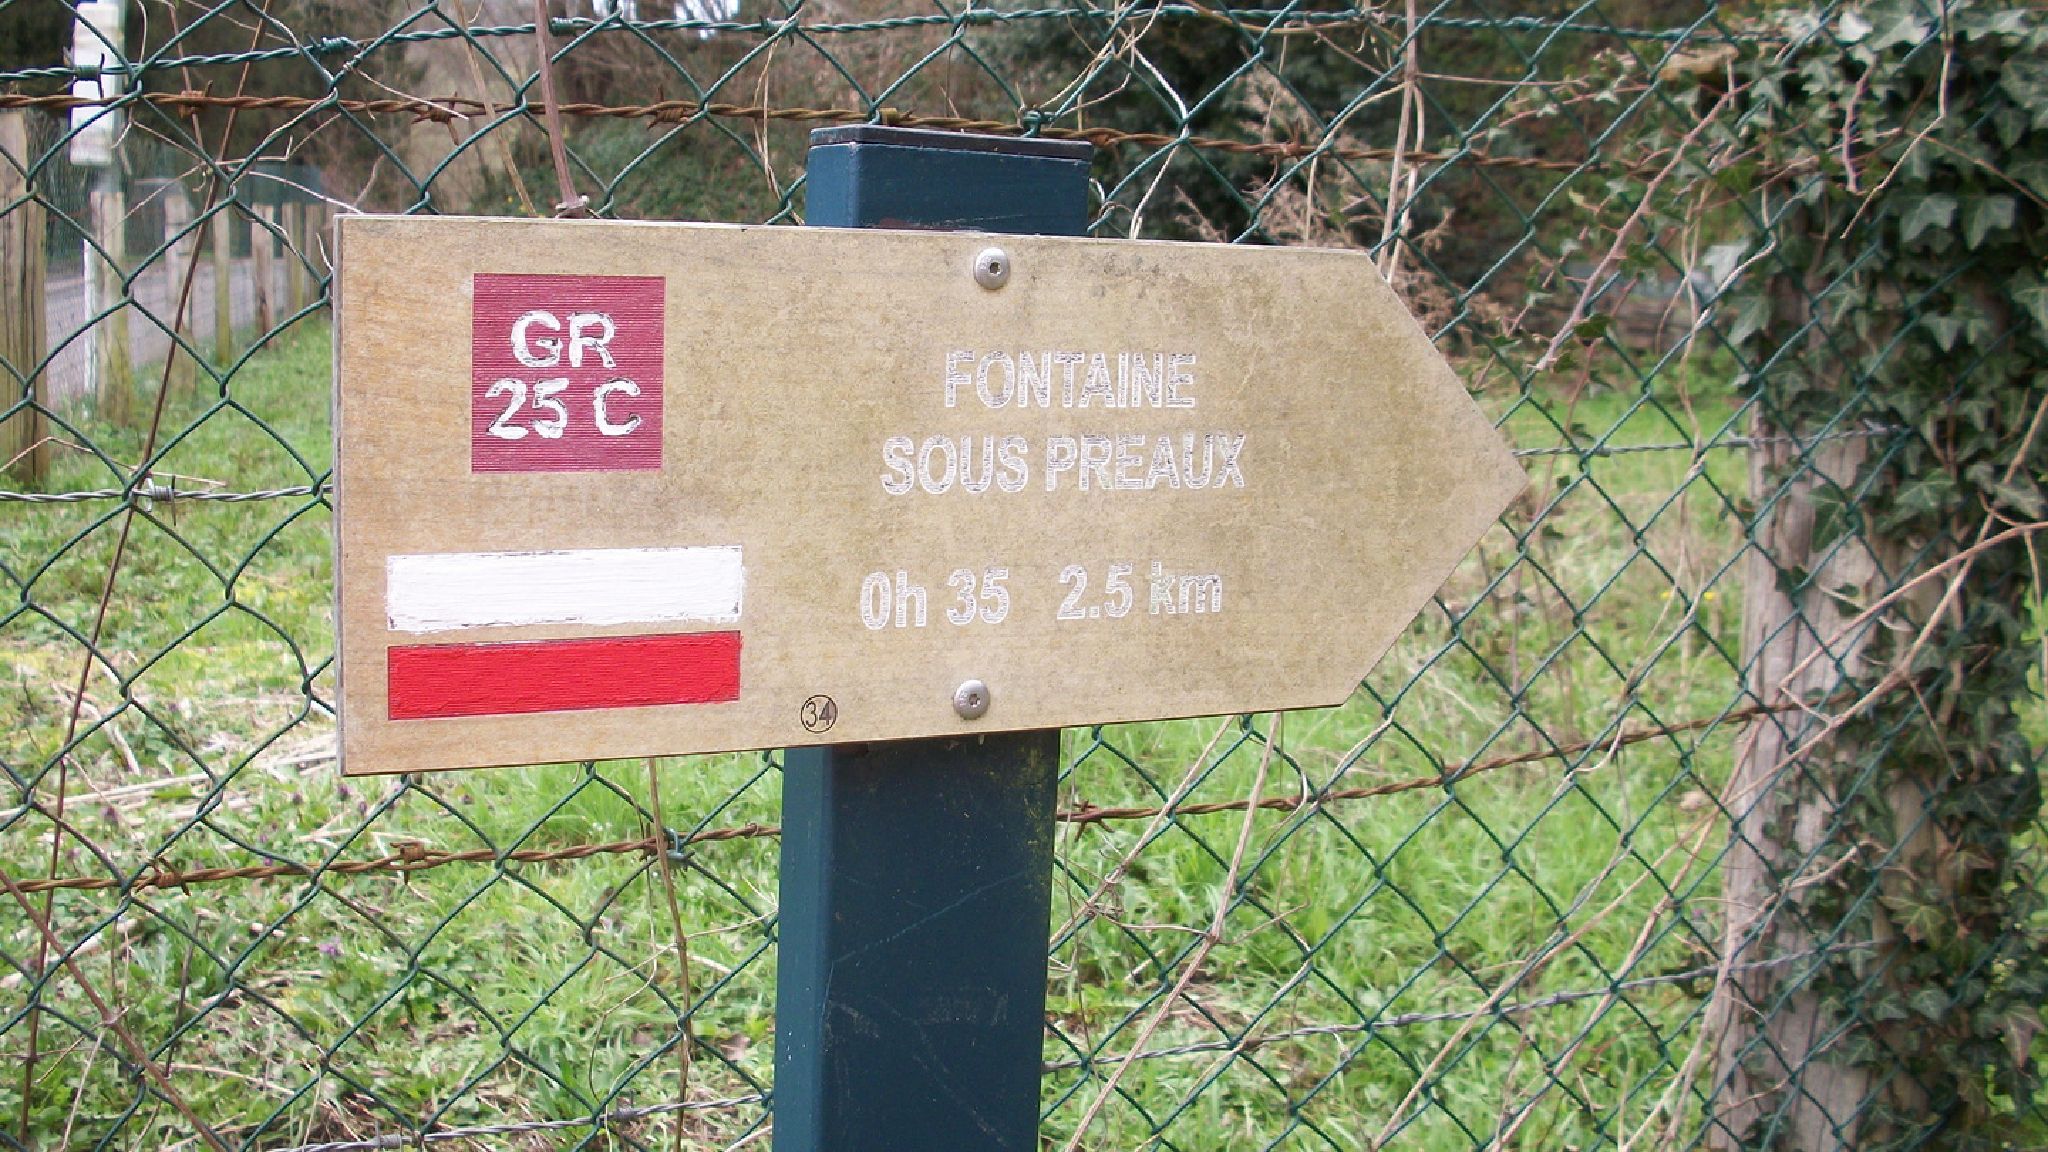 GR
25 C
FONTAINE
SOUS PREAUX
0h 35 2.5 km
34